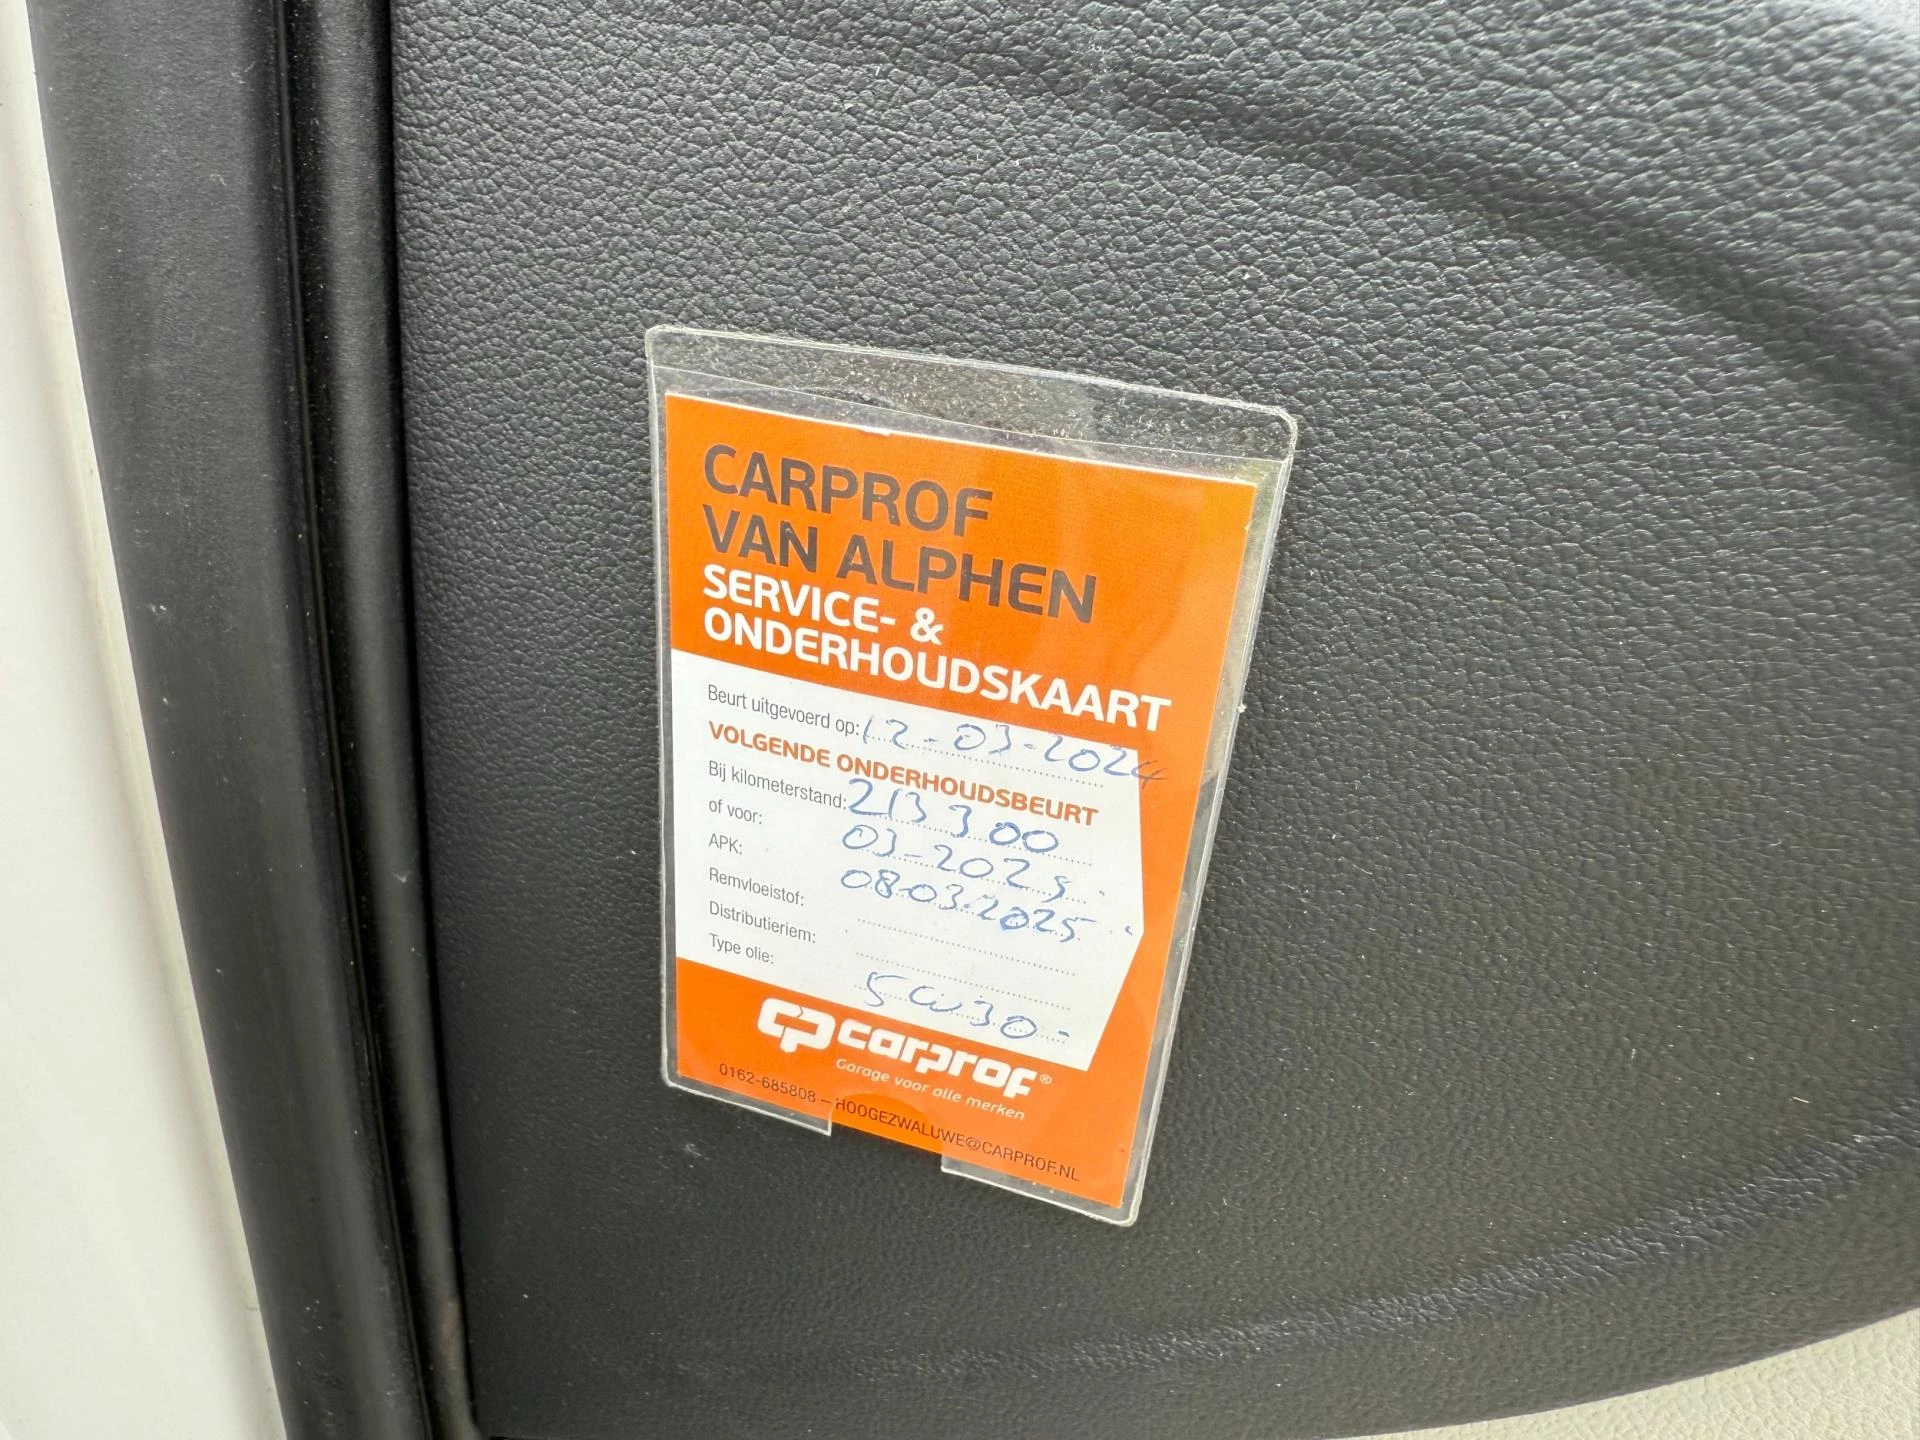 CARPROF
VAN ALPHEN
SERVICE- &
ONDERHOUDSKAART
Beurt uitgevoerd op: 12-03-2024
VOLGENDE ONDERHOUDSBEURT
Bij kilometerstand: 213300
of voor: 03-2025
APK: 08-03-2025
Remvloeistof:
Distributieriem:
Type olie: 5W30-
CP carprof®
Garage voor alle merken
0162-685808 – HOOGEZWALUWE@CARPROF.NL